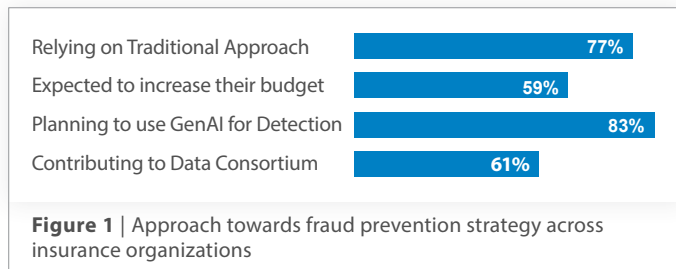 Relying on Traditional Approach 77%
Expected to increase their budget 59%
Planning to use GenAI for Detection 83%
Contributing to Data Consortium 61%
Figure 1 | Approach towards fraud prevention strategy across
insurance organizations